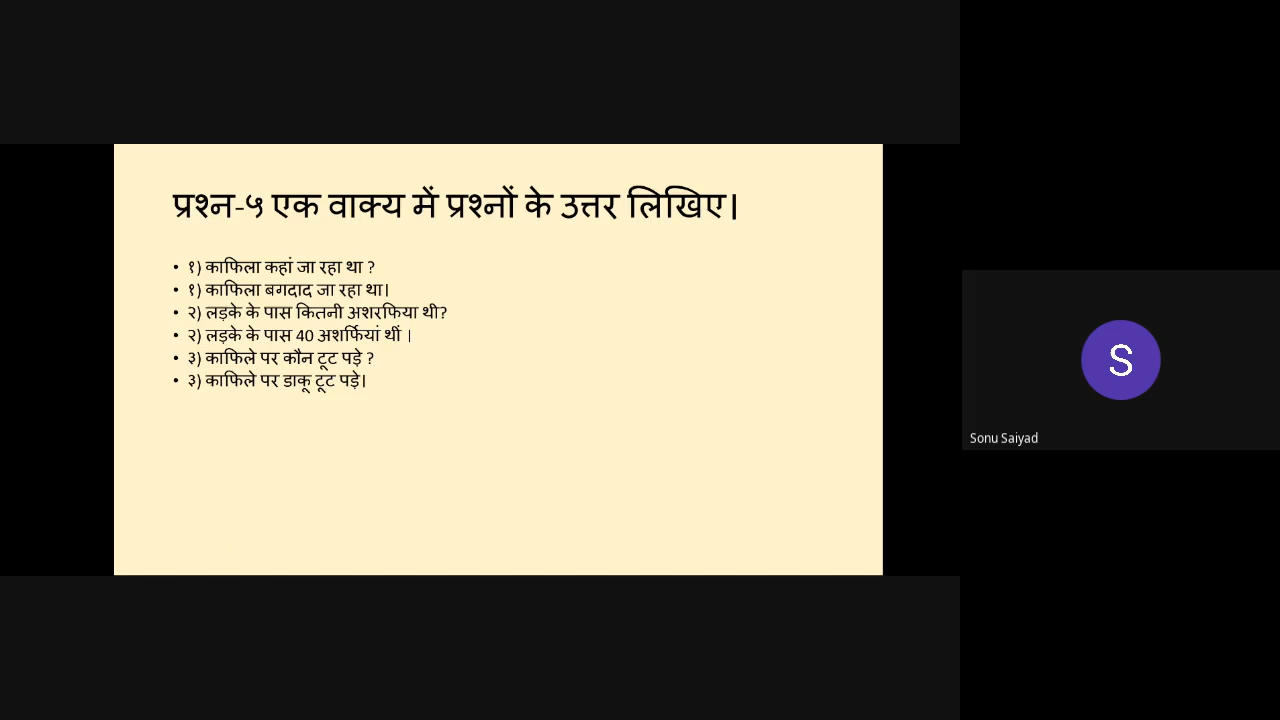 प्रश्न-५ एक वाक्य में प्रश्नों के उत्तर लिखिए।
• १) काफिला कहां जा रहा था ?
• १) काफिला बगदाद जा रहा था।
• २) लड़के के पास कितनी अशरफिया थी?
• २) लड़के के पास 40 अशर्फियां थीं ।
• ३) काफिले पर कौन टूट पड़े ?
• ३) काफिले पर डाकू टूट पड़े।
S
Sonu Saiyad